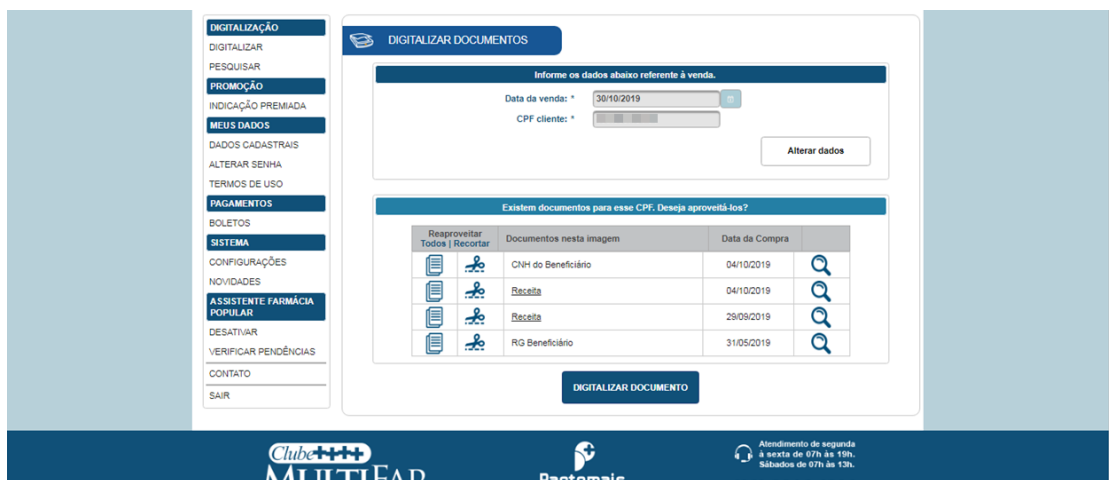 DIGITALIZAÇÃO
DIGITALIZAR
PESQUISAR
PROMOÇÃO
INDICAÇÃO PREMIADA
MEUS DADOS
DADOS CADASTRAIS
ALTERAR SENHA
TERMOS DE USO
PAGAMENTOS
BOLETOS
SISTEMA
CONFIGURAÇÕES
NOVIDADES
ASSISTENTE FARMÁCIA
POPULAR
DESATIVAR
VERIFICAR PENDÊNCIAS
CONTATO
SAIR
DIGITALIZAR DOCUMENTOS
Informe os dados abaixo referente à venda.
Data da venda: * 30/10/2019
CPF cliente: *
Alterar dados
Existem documentos para esse CPF. Deseja aproveitá-los?
Reaproveitar
Todos | Recortar
Documentos nesta imagem
Data da Compra
CNH do Beneficiário 04/10/2019
Receita 04/10/2019
Receita 29/09/2019
RG Beneficiário 31/05/2019
DIGITALIZAR DOCUMENTO
Clube
MULTIFAR
Pactomais
Atendimento de segunda
à sexta de 07h às 19h.
Sábados de 07h às 13h.